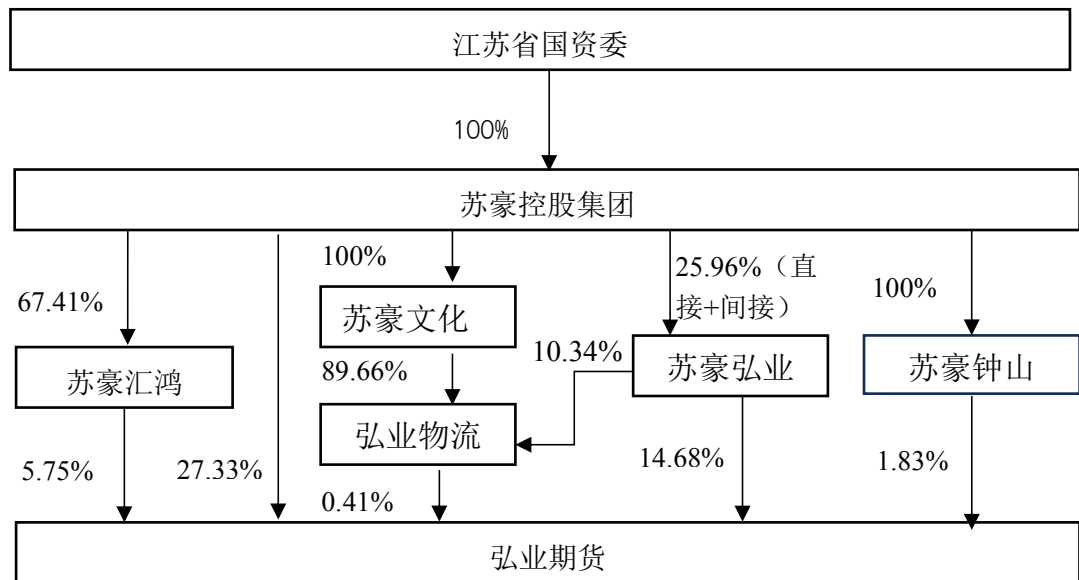 江苏省国资委
100%
苏豪控股集团
67.41%
100%
25.96%（直
接+间接）
100%
苏豪文化
苏豪汇鸿
89.66%
10.34%
苏豪弘业
苏豪钟山
弘业物流
5.75%
27.33%
0.41%
14.68%
1.83%
弘业期货